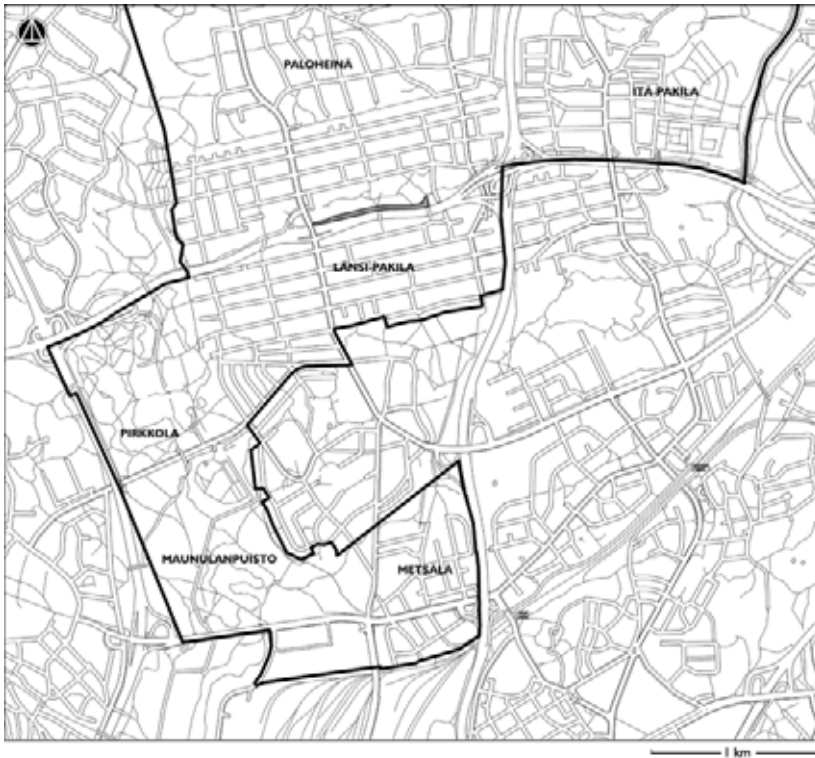 PALOHEINÄ
ITÄ-PAKILA
LÄNSI-PAKILA
PIRKKOLA
MAUNULANPUISTO
METSÄLÄ
1 km